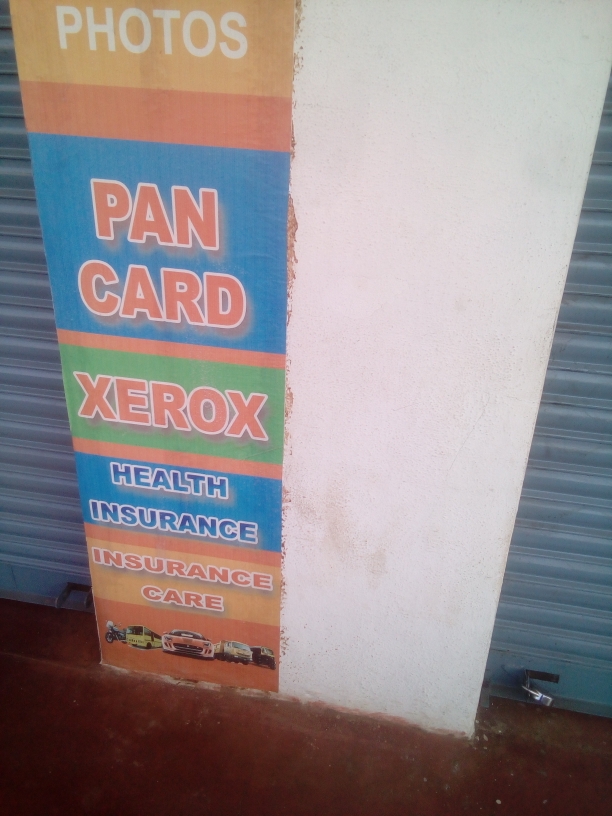 PHOTOS
PAN
CARD
XEROX
HEALTH
INSURANCE
INSURANCE
CARE